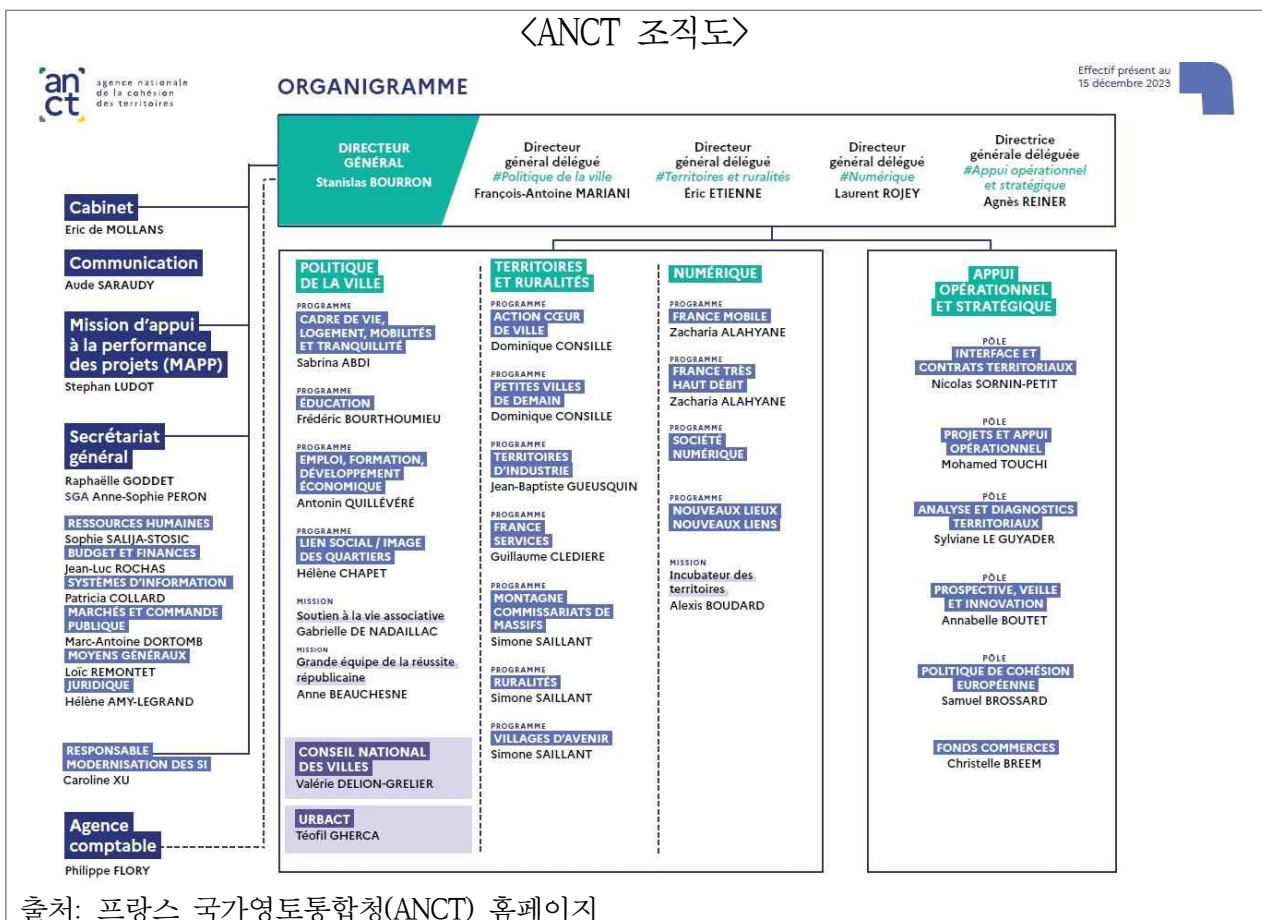 <ANCT 조직도>
an
ct
agence nationale
de la cohésion
des territoires
ORGANIGRAMME
Effectif présent au
15 décembre 2023
DIRECTEUR
GÉNÉRAL
Stanislas BOURRON
Directeur
général délégué
#Politique de la ville
François-Antoine MARIANI
Directeur
général délégué
#Territoires et ruralités
Éric ETIENNE
Directeur
général délégué
#Numérique
Laurent ROJEY
Directrice
générale déléguée
#Appui opérationnel
et stratégique
Agnès REINER
Cabinet
Eric de MOLLANS
Communication
Aude SARAUDY
Mission d'appui
à la performance
des projets (MAPP)
Stephan LUDOT
Secrétariat
général
Raphaëlle GODDET
SGA Anne-Sophie PERON
RESSOURCES HUMAINES
Sophie SALIJA-STOSIC
BUDGET ET FINANCES
Jean-Luc ROCHAS
SYSTÈMES D'INFORMATION
Patricia COLLARD
MARCHÉS ET COMMANDE
PUBLIQUE
Marc-Antoine DORTOMB
MOYENS GÉNÉRAUX
Loïc REMONTET
JURIDIQUE
Hélène AMY-LEGRAND
RESPONSABLE
MODERNISATION DES SI
Caroline XU
Agence
comptable
Philippe FLORY
POLITIQUE
DE LA VILLE
PROGRAMME
CADRE DE VIE,
LOGEMENT, MOBILITÉS
ET TRANQUILLITÉ
Sabrina ABDI
PROGRAMME
ÉDUCATION
Frédéric BOURTHOUMIEU
PROGRAMME
EMPLOI, FORMATION,
DÉVELOPPEMENT
ÉCONOMIQUE
Antonin QUILLÉVÉRÉ
PROGRAMME
LIEN SOCIAL / IMAGE
DES QUARTIERS
Hélène CHAPET
MISSION
Soutien à la vie associative
Gabrielle DE NADAILLAC
MISSION
Grande équipe de la réussite
républicaine
Anne BEAUCHESNE
CONSEIL NATIONAL
DES VILLES
Valérie DELION-GRELIER
URBACT
Téofil GHERCA
TERRITOIRES
ET RURALITÉS
PROGRAMME
ACTION CŒUR
DE VILLE
Dominique CONSILLE
PROGRAMME
PETITES VILLES
DE DEMAIN
Dominique CONSILLE
PROGRAMME
TERRITOIRES
D'INDUSTRIE
Jean-Baptiste GUEUSQUIN
PROGRAMME
FRANCE
SERVICES
Guillaume CLEDIERE
PROGRAMME
MONTAGNE
COMMISSARIATS DE
MASSIFS
Simone SAILLANT
PROGRAMME
RURALITÉS
Simone SAILLANT
PROGRAMME
VILLAGES D'AVENIR
Simone SAILLANT
NUMÉRIQUE
PROGRAMME
FRANCE MOBILE
Zacharia ALAHYANE
PROGRAMME
FRANCE TRÈS
HAUT DÉBIT
Zacharia ALAHYANE
PROGRAMME
SOCIÉTÉ
NUMÉRIQUE
PROGRAMME
NOUVEAUX LIEUX
NOUVEAUX LIENS
MISSION
Incubateur des
territoires
Alexis BOUDARD
APPUI
OPÉRATIONNEL
ET STRATÉGIQUE
PÔLE
INTERFACE ET
CONTRATS TERRITORIAUX
Nicolas SORNIN-PETIT
PÔLE
PROJETS ET APPUI
OPÉRATIONNEL
Mohamed TOUCHI
PÔLE
ANALYSE ET DIAGNOSTICS
TERRITORIAUX
Sylviane LE GUYADER
PÔLE
PROSPECTIVE, VEILLE
ET INNOVATION
Annabelle BOUTET
PÔLE
POLITIQUE DE COHÉSION
EUROPÉENNE
Samuel BROSSARD
FONDS COMMERCES
Christelle BREEM
출처: 프랑스 국가영토통합청(ANCT) 홈페이지